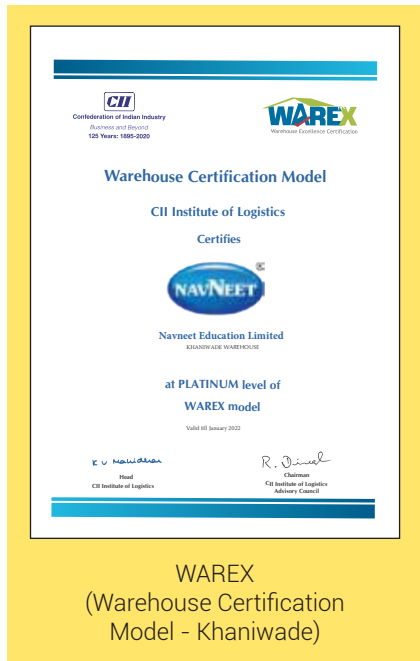 CII
Confederation of Indian Industry
Business and Beyond
125 Years: 1895-2020
WAREX
Warehouse Excellence Certification
Warehouse Certification Model
CII Institute of Logistics
Certifies
NAVNEET
Navneet Education Limited
KHANIWADE WAREHOUSE
at PLATINUM level of
WAREX model
Valid till January 2022
Head
CII Institute of Logistics
R. Dinesh
Chairman
CII Institute of Logistics
Advisory Council
WAREX
(Warehouse Certification
Model - Khaniwade)